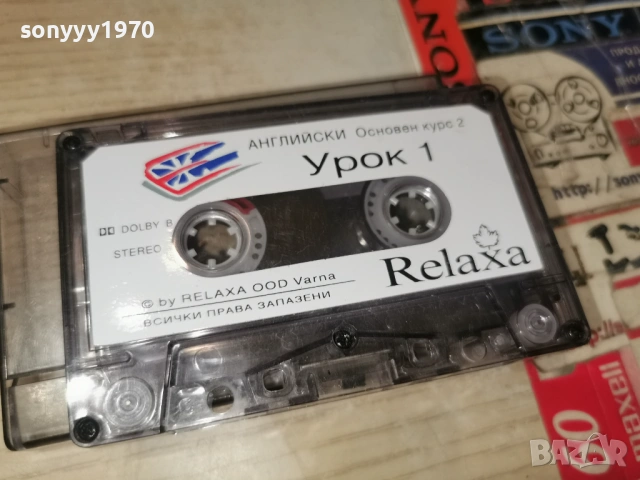 sonyyy1970
SONY
АНГЛИЙСКИ Основен курс 2
Урок 1
DOLBY B
STEREO
Relaxa
© by RELAXA OOD Varna
ВСИЧКИ ПРАВА ЗАПАЗЕНИ
http://son
maxell
BAZAR